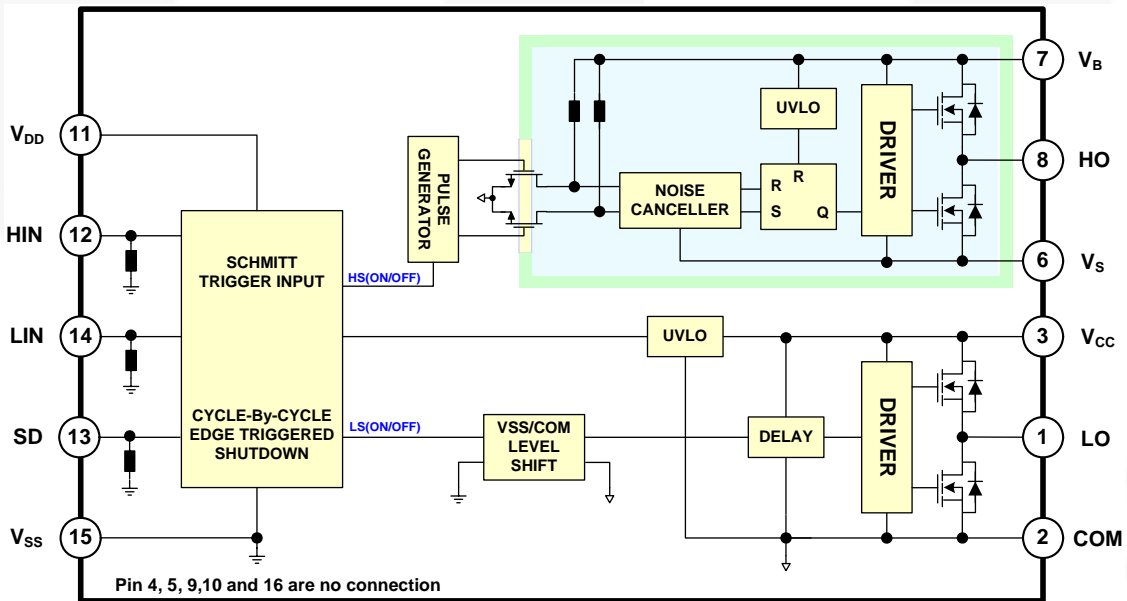 7 VB
UVLO
VDD 11
PULSE
GENERATOR
DRIVER
8 HO
R
R
S Q
NOISE
CANCELLER
HIN 12
SCHMITT
TRIGGER INPUT
HS(ON/OFF)
6 VS
LIN 14
UVLO
3 VCC
CYCLE-By-CYCLE
EDGE TRIGGERED
SHUTDOWN
SD 13
LS(ON/OFF)
VSS/COM
LEVEL
SHIFT
DELAY
DRIVER
1 LO
VSS 15
2 COM
Pin 4, 5, 9,10 and 16 are no connection